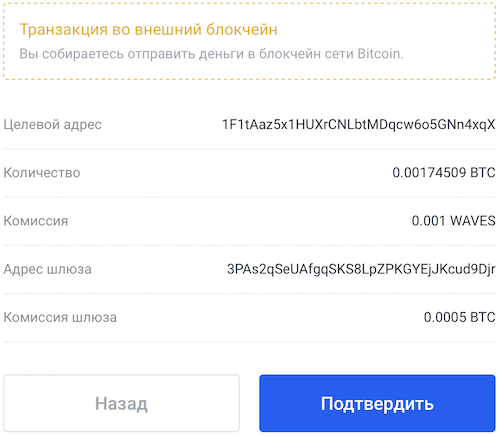 Транзакция во внешний блокчейн
Вы собираетесь отправить деньги в блокчейн сети Bitcoin.
Целевой адрес 1F1tAaz5x1HUXrCNLbtMDqcw6o5GNn4xqX
Количество 0.00174509 BTC
Комиссия 0.001 WAVES
Адрес шлюза 3PAs2qSeUAfgqSKS8LpZPKGYEjJKcud9Djr
Комиссия шлюза 0.0005 BTC
Назад Подтвердить